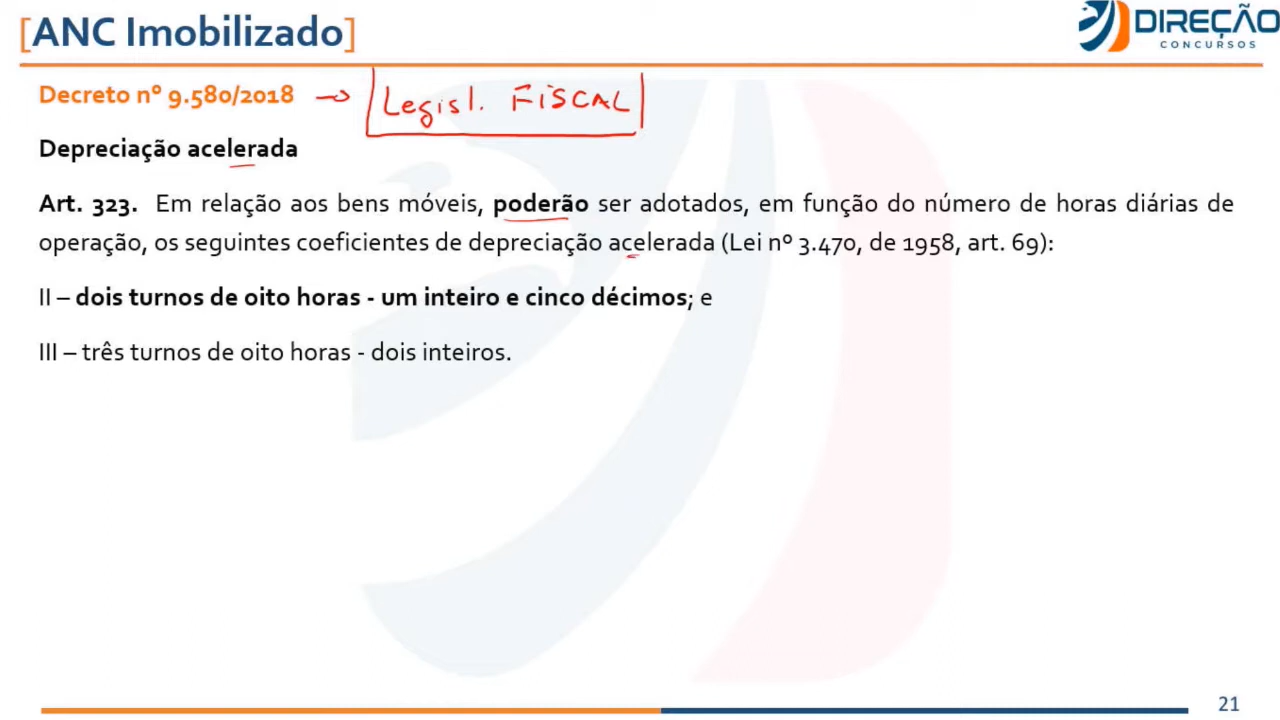 [ANC Imobilizado]
DIREÇÃO
CONCURSOS
Decreto nº 9.580/2018 → Legisl. FISCAL
Depreciação acelerada
Art. 323. Em relação aos bens móveis, poderão ser adotados, em função do número de horas diárias de
operação, os seguintes coeficientes de depreciação acelerada (Lei nº 3.470, de 1958, art. 69):
II – dois turnos de oito horas - um inteiro e cinco décimos; e
III – três turnos de oito horas - dois inteiros.
21